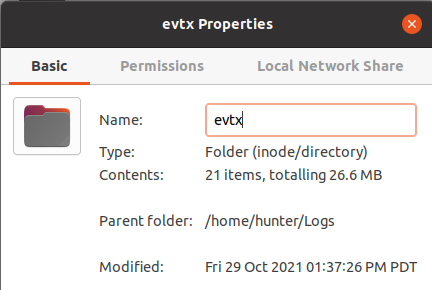 evtx Properties
Basic Permissions Local Network Share
Name: evtx
Type: Folder (inode/directory)
Contents: 21 items, totalling 26.6 MB
Parent folder: /home/hunter/Logs
Modified: Fri 29 Oct 2021 01:37:26 PM PDT